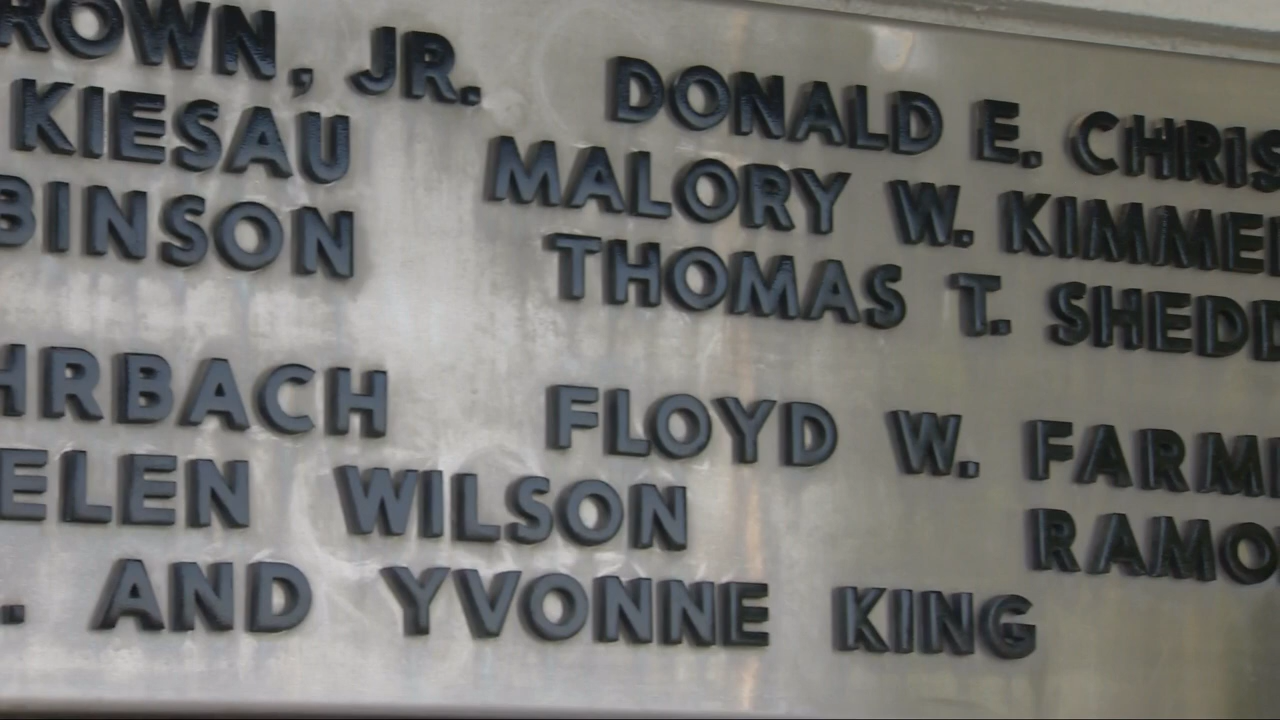 ROWN, JR. DONALD E. CHRIS
KIESAU MALORY W. KIMME
BINSON THOMAS T. SHEDD
HRBACH FLOYD W. FARM
ELEN WILSON RAMO
. AND YVONNE KING